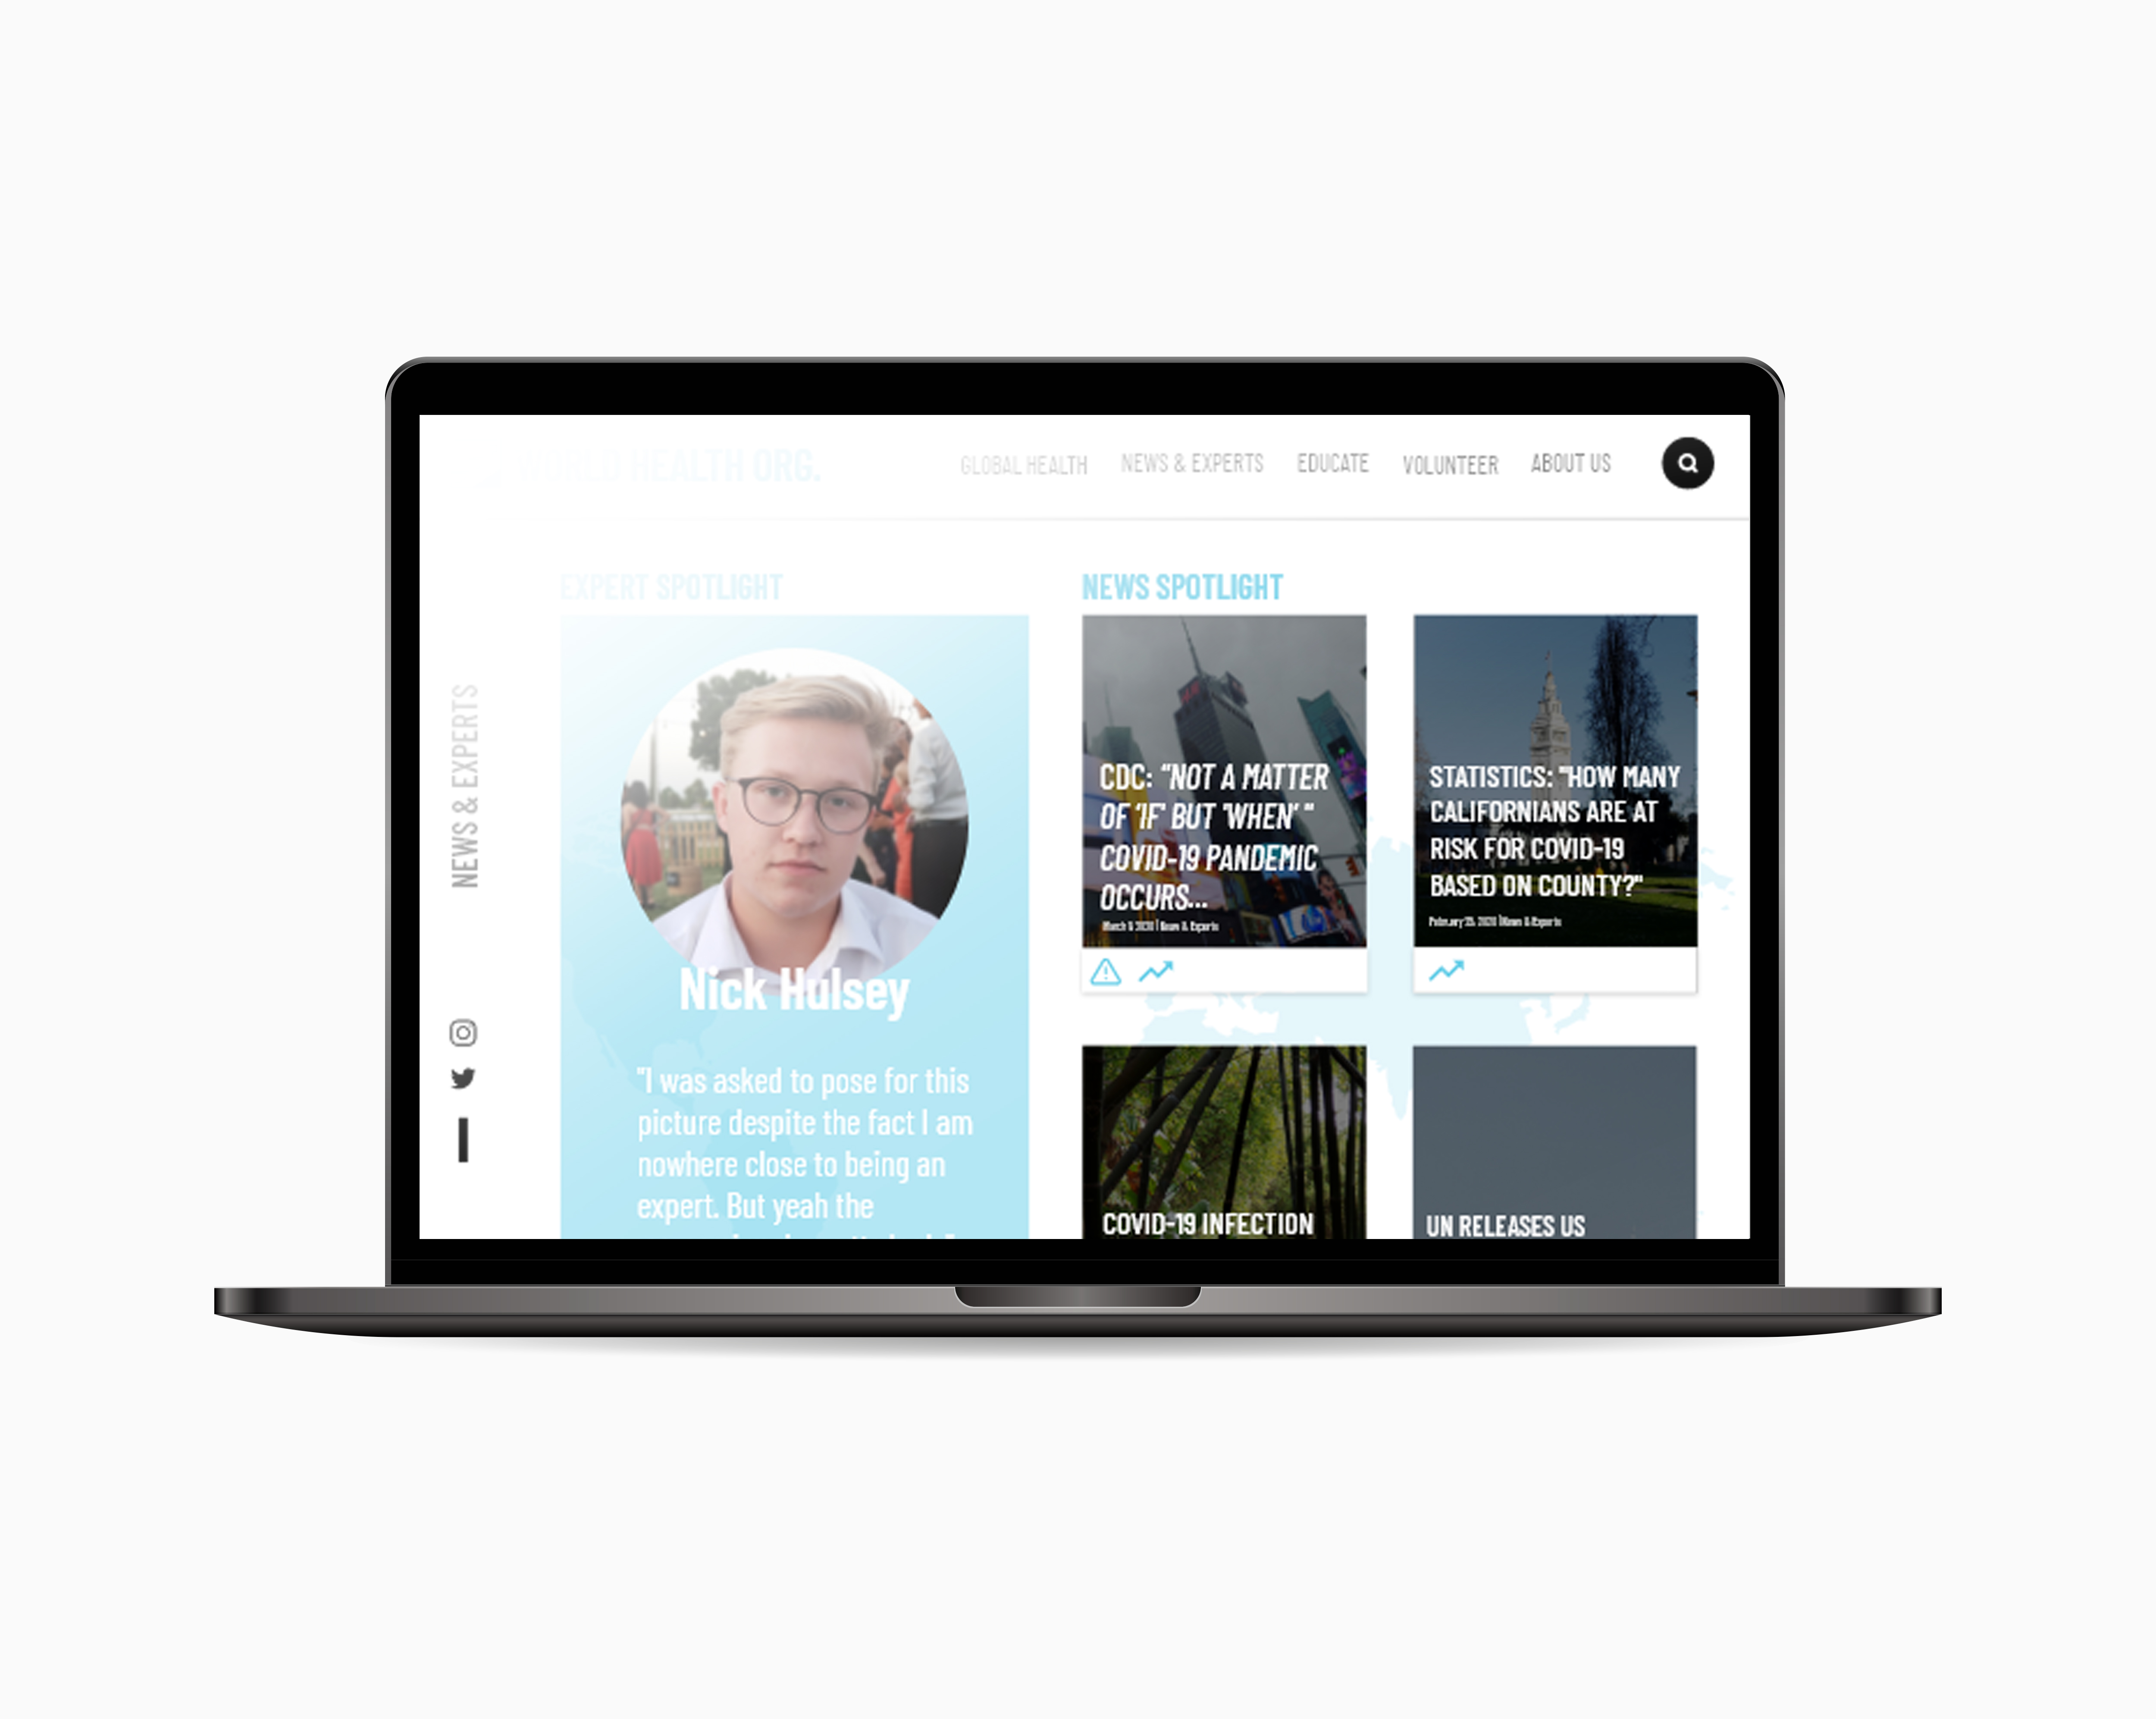 WORLD HEALTH ORG.
GLOBAL HEALTH
NEWS & EXPERTS
EDUCATE
VOLUNTEER
ABOUT US
NEWS & EXPERTS
EXPERT SPOTLIGHT
Nick Hulsey
"I was asked to pose for this
picture despite the fact I am
nowhere close to being an
expert. But yeah the
NEWS SPOTLIGHT
CDC: "NOT A MATTER
OF 'IF' BUT 'WHEN' "
COVID-19 PANDEMIC
OCCURS...
March 9 2020 | News & Experts
STATISTICS: "HOW MANY
CALIFORNIANS ARE AT
RISK FOR COVID-19
BASED ON COUNTY?"
February 25, 2020 | News & Experts
COVID-19 INFECTION
UN RELEASES US